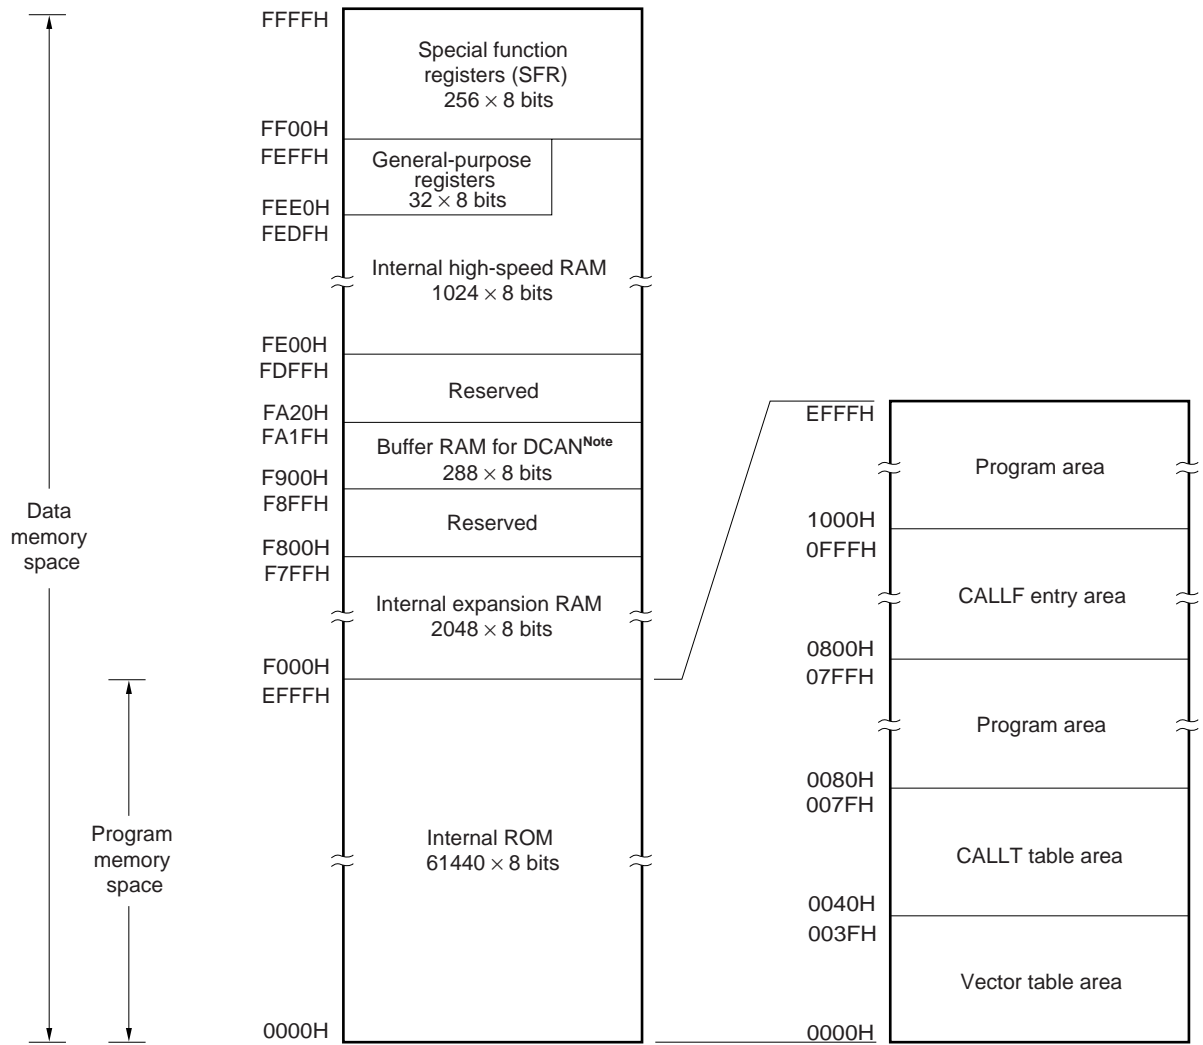 FFFFH
Special function
registers (SFR)
256 × 8 bits
FF00H
FEFFH
General-purpose
registers
32 × 8 bits
FEE0H
FEDFH
Internal high-speed RAM
1024 × 8 bits
FE00H
FDFFH
Reserved
FA20H
FA1FH
Buffer RAM for DCANNote
288 × 8 bits
F900H
F8FFH
Reserved
F800H
F7FFH
Internal expansion RAM
2048 × 8 bits
F000H
EFFFH
Internal ROM
61440 × 8 bits
0000H
Data
memory
space
Program
memory
space
EFFFH
Program area
1000H
0FFFH
CALLF entry area
0800H
07FFH
Program area
0080H
007FH
CALLT table area
0040H
003FH
Vector table area
0000H